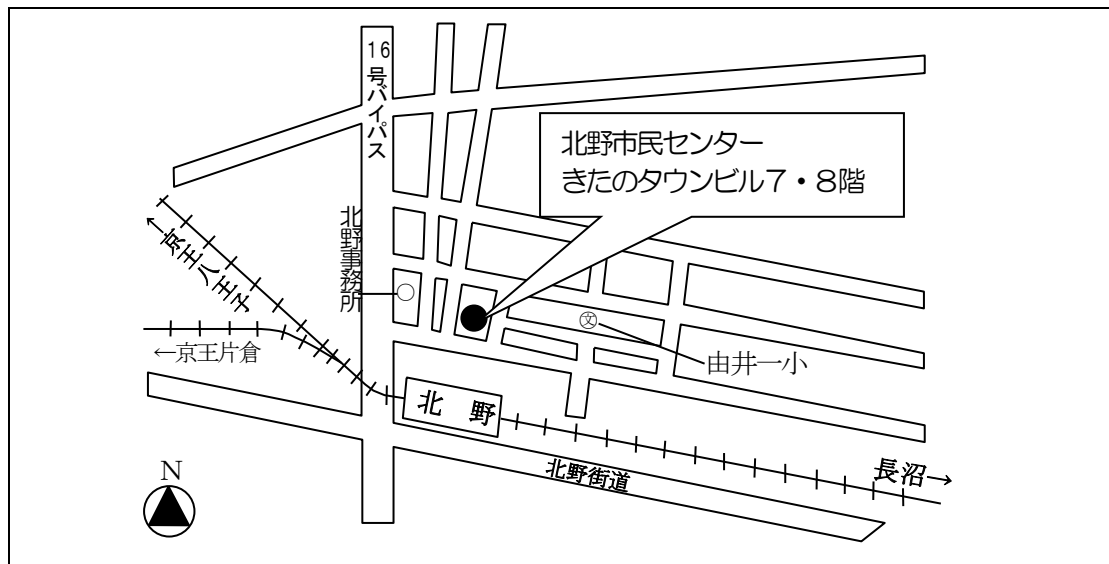 16号バイパス
北野市民センター
きたのタウンビル7・8階
北野事務所
←京王八王子
←京王片倉
㊫
由井一小
北 野
北野街道
長沼→
N